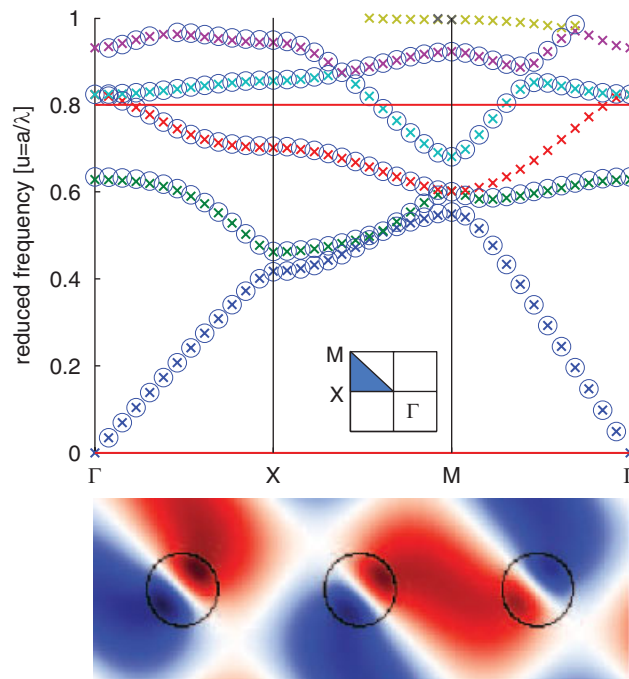 1
0.8
0.6
0.4
0.2
0
reduced frequency [u=a/λ]
M
X
Γ
Γ X M Γ